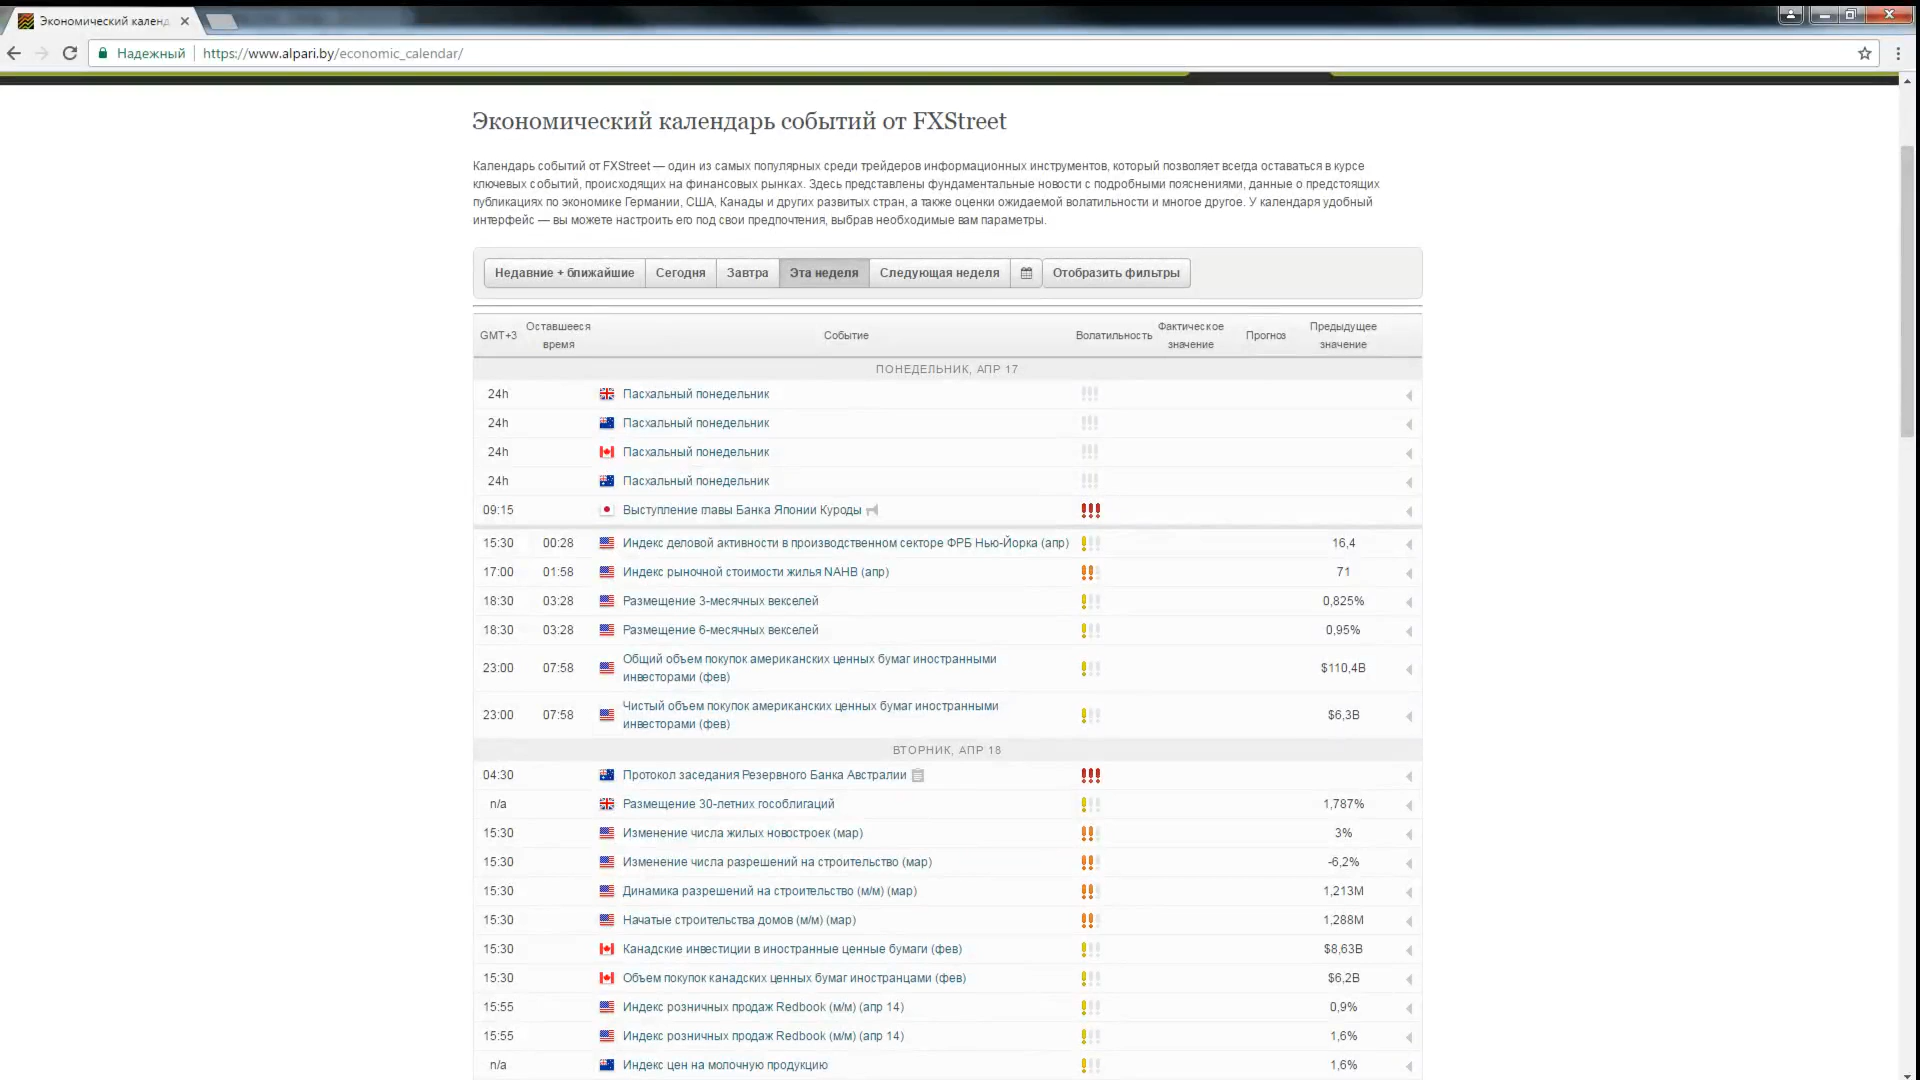 Экономический календ
Надежный
https://www.alpari.by/economic_calendar/
Экономический календарь событий от FXStreet
Календарь событий от FXStreet — один из самых популярных среди трейдеров информационных инструментов, который позволяет всегда оставаться в курсе
ключевых событий, происходящих на финансовых рынках. Здесь представлены фундаментальные новости с подробными пояснениями, данные о предстоящих
публикациях по экономике Германии, США, Канады и других развитых стран, а также оценки ожидаемой волатильности и многое другое. У календаря удобный
интерфейс — вы можете настроить его под свои предпочтения, выбрав необходимые вам параметры.
Недавние + ближайшие Сегодня Завтра Эта неделя Следующая неделя Отобразить фильтры
GMT+3 Оставшееся время Событие Волатильность Фактическое значение Прогноз Предыдущее значение
ПОНЕДЕЛЬНИК, АПР 17
24h Пасхальный понедельник
24h Пасхальный понедельник
24h Пасхальный понедельник
24h Пасхальный понедельник
09:15 Выступление главы Банка Японии Куроды
15:30 00:28 Индекс деловой активности в производственном секторе ФРБ Нью-Йорка (апр) 16,4
17:00 01:58 Индекс рыночной стоимости жилья NAHB (апр) 71
18:30 03:28 Размещение 3-месячных векселей 0,825%
18:30 03:28 Размещение 6-месячных векселей 0,95%
23:00 07:58 Общий объем покупок американских ценных бумаг иностранными
инвесторами (фев) $110,4B
23:00 07:58 Чистый объем покупок американских ценных бумаг иностранными
инвесторами (фев) $6,3B
ВТОРНИК, АПР 18
04:30 Протокол заседания Резервного Банка Австралии
n/a Размещение 30-летних гособлигаций 1,787%
15:30 Изменение числа жилых новостроек (мар) 3%
15:30 Изменение числа разрешений на строительство (мар) -6,2%
15:30 Динамика разрешений на строительство (м/м) (мар) 1,213M
15:30 Начатые строительства домов (м/м) (мар) 1,288M
15:30 Канадские инвестиции в иностранные ценные бумаги (фев) $8,63B
15:30 Объем покупок канадских ценных бумаг иностранцами (фев) $6,2B
15:55 Индекс розничных продаж Redbook (м/м) (апр 14) 0,9%
15:55 Индекс розничных продаж Redbook (м/м) (апр 14) 1,6%
n/a Индекс цен на молочную продукцию 1,6%